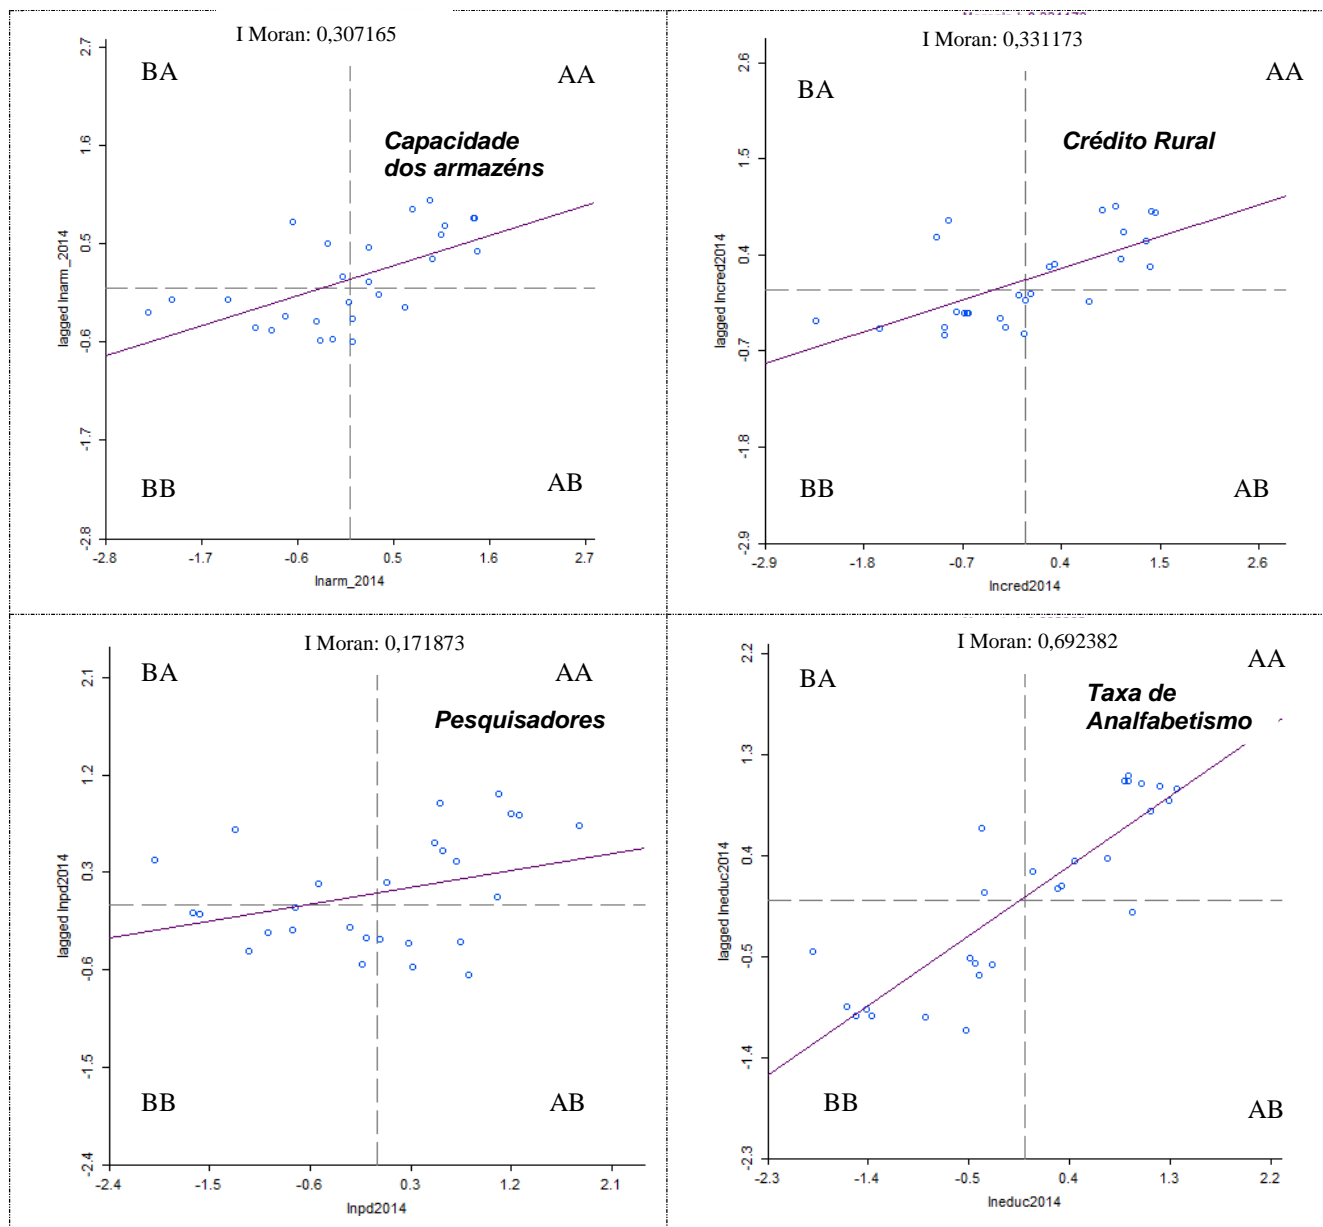 I Moran: 0,307165
2.7
BA
AA
Capacidade
dos armazéns
1.6
0.5
-0.6
-1.7
-2.8
lagged lnarm_2014
BB
AB
-2.8 -1.7 -0.6 0.5 1.6 2.7
lnarm_2014
I Moran: 0,331173
2.6
BA
AA
Crédito Rural
1.5
0.4
-0.7
-1.8
-2.9
lagged lncred2014
BB
AB
-2.9 -1.8 -0.7 0.4 1.5 2.6
lncred2014
I Moran: 0,171873
2.1
BA
AA
Pesquisadores
1.2
0.3
-0.6
-1.5
-2.4
lagged lnpd2014
BB
AB
-2.4 -1.5 -0.6 0.3 1.2 2.1
lnpd2014
I Moran: 0,692382
2.2
BA
AA
Taxa de
Analfabetismo
1.3
0.4
-0.5
-1.4
-2.3
lagged lneduc2014
BB
AB
-2.3 -1.4 -0.5 0.4 1.3 2.2
lneduc2014